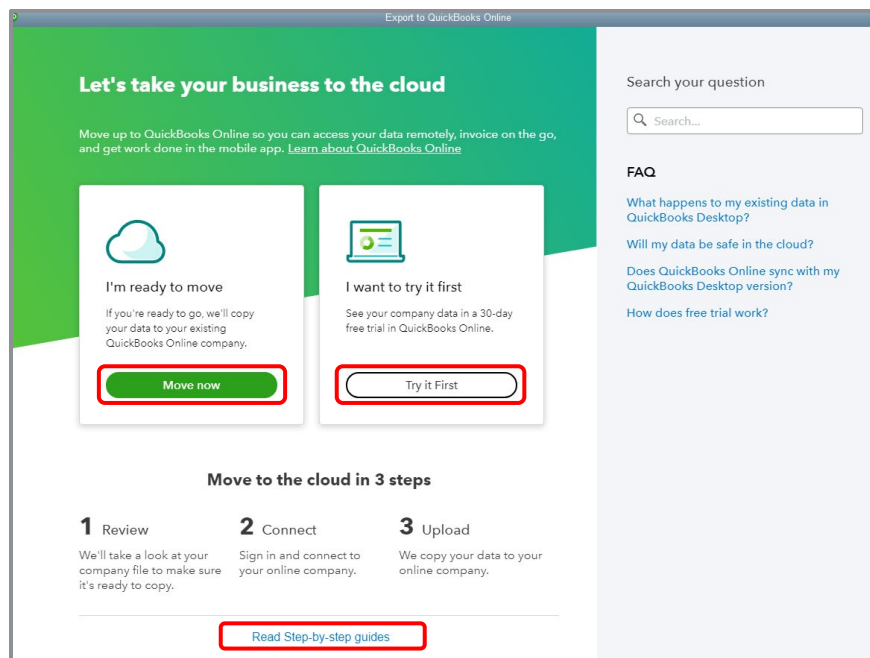 Export to QuickBooks Online
Let's take your business to the cloud
Move up to QuickBooks Online so you can access your data remotely, invoice on the go,
and get work done in the mobile app. Learn about QuickBooks Online
I'm ready to move
If you're ready to go, we'll copy
your data to your existing
QuickBooks Online company.
Move now
I want to try it first
See your company data in a 30-day
free trial in QuickBooks Online.
Try it First
Move to the cloud in 3 steps
1 Review
We'll take a look at your
company file to make sure
it's ready to copy.
2 Connect
Sign in and connect to
your online company.
3 Upload
We copy your data to your
online company.
Read Step-by-step guides
Search your question
Search...
FAQ
What happens to my existing data in
QuickBooks Desktop?
Will my data be safe in the cloud?
Does QuickBooks Online sync with my
QuickBooks Desktop version?
How does free trial work?